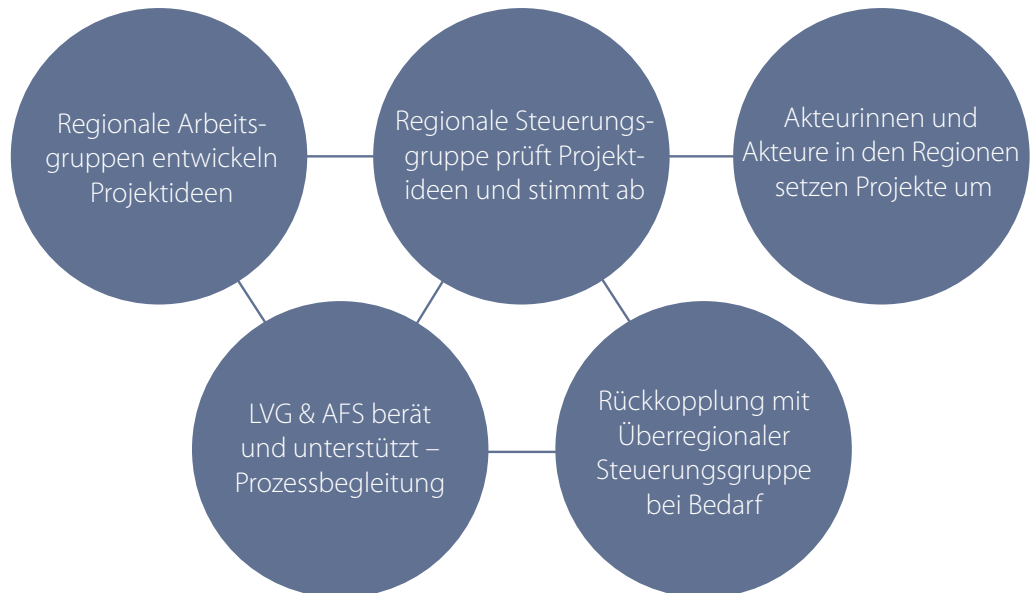 Regionale Arbeits-
gruppen entwickeln
Projektideen
Regionale Steuerungs-
gruppe prüft Projekt-
ideen und stimmt ab
Akteurinnen und
Akteure in den Regionen
setzen Projekte um
LVG & AFS berät
und unterstützt –
Prozessbegleitung
Rückkopplung mit
Überregionaler
Steuerungsgruppe
bei Bedarf